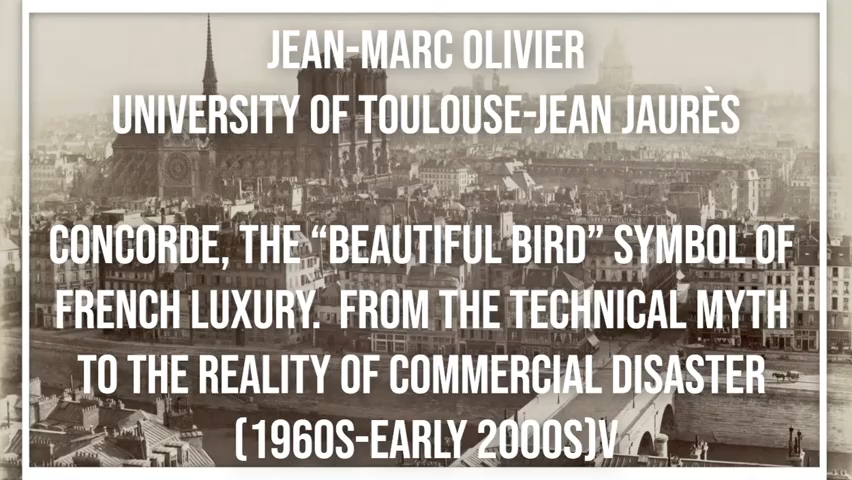 JEAN-MARC OLIVIER
UNIVERSITY OF TOULOUSE-JEAN JAURÈS
CONCORDE, THE “BEAUTIFUL BIRD” SYMBOL OF
FRENCH LUXURY. FROM THE TECHNICAL MYTH
TO THE REALITY OF COMMERCIAL DISASTER
(1960S-EARLY 2000S)V